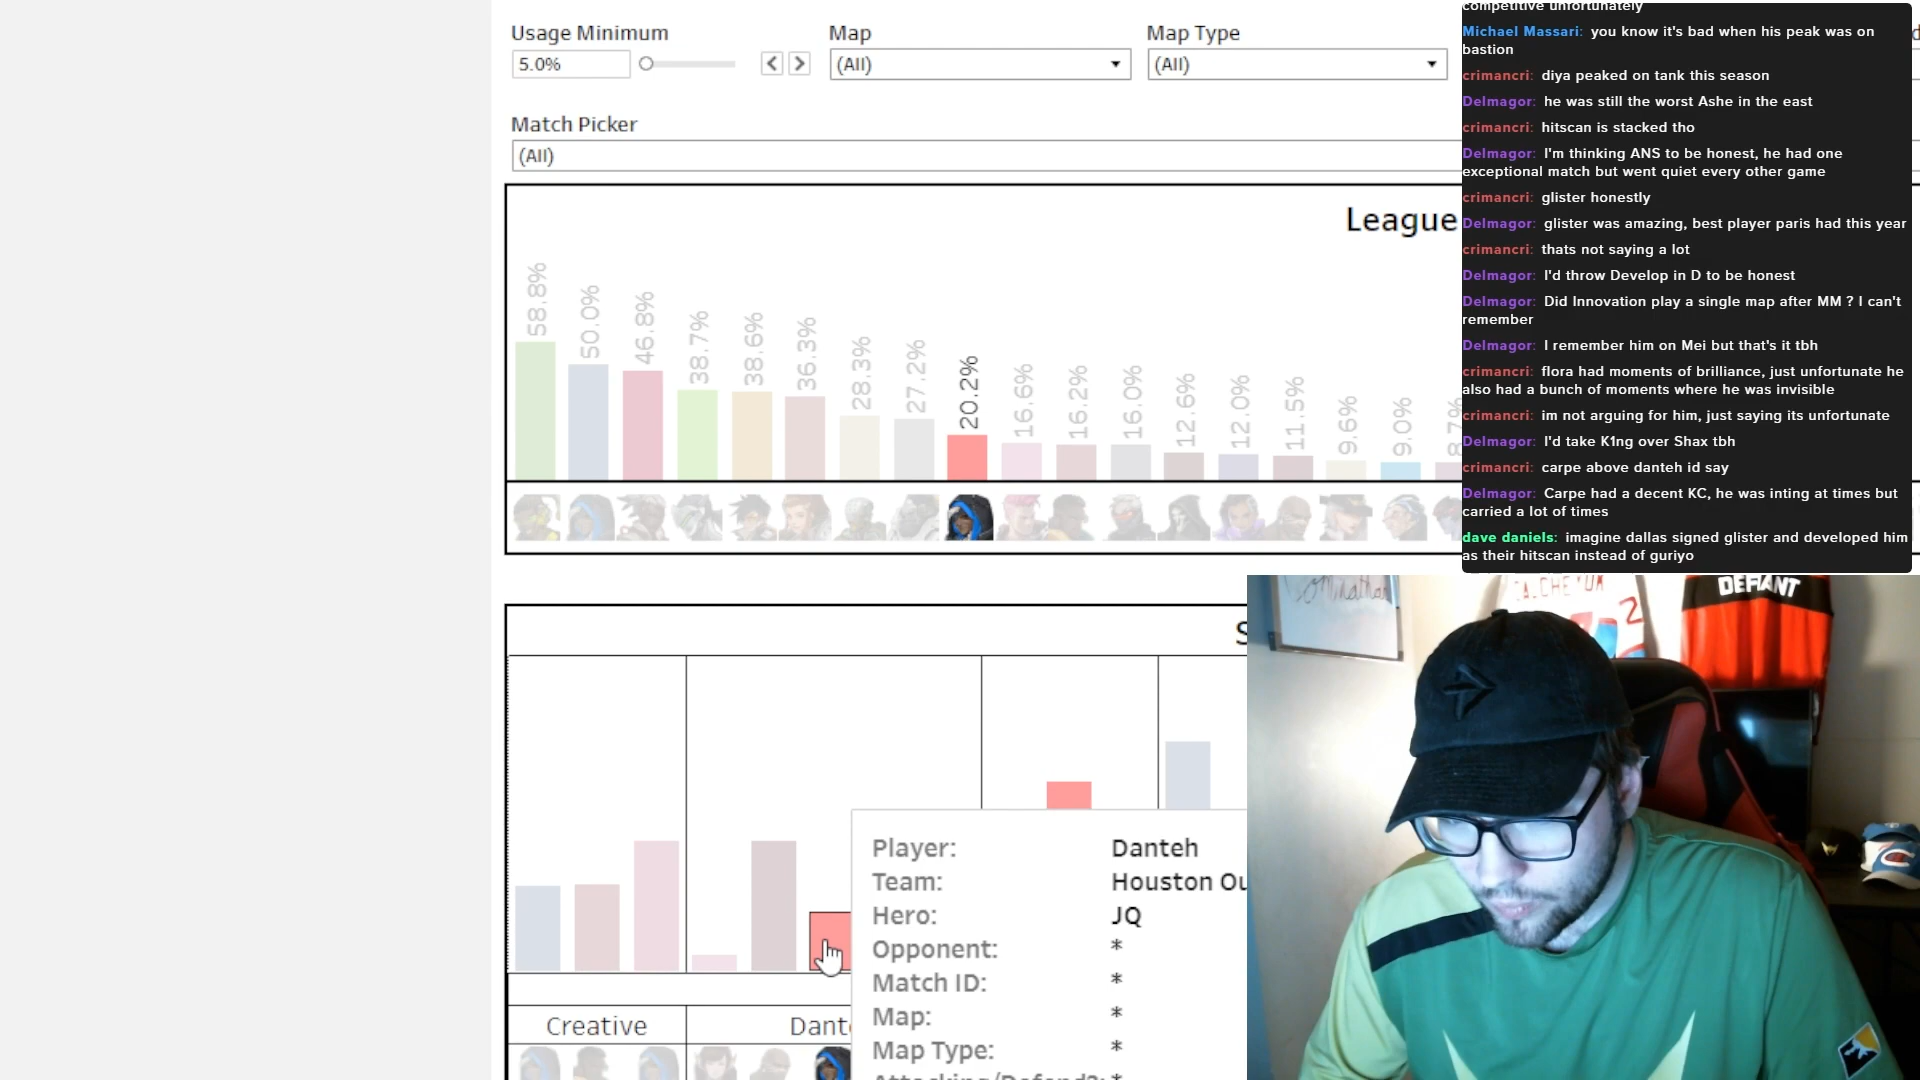 Usage Minimum
Map
Map Type
5.0%
(All)
(All)
Match Picker
(All)
League
58.8%
50.0%
46.8%
38.7%
38.6%
36.3%
28.3%
27.2%
20.2%
16.6%
16.2%
16.0%
12.6%
12.0%
11.5%
9.6%
9.0%
8.7%
S
Player: Danteh
Team: Houston Ou
Hero: JQ
Opponent: *
Match ID: *
Map: *
Map Type: *
Creative
Dante
competitive unfortunately
Michael Massari: you know it's bad when his peak was on
bastion
crimancri: diya peaked on tank this season
Delmagor: he was still the worst Ashe in the east
crimancri: hitscan is stacked tho
Delmagor: I'm thinking ANS to be honest, he had one
exceptional match but went quiet every other game
crimancri: glister honestly
Delmagor: glister was amazing, best player paris had this year
crimancri: thats not saying a lot
Delmagor: I'd throw Develop in D to be honest
Delmagor: Did Innovation play a single map after MM ? I can't
remember
Delmagor: I remember him on Mei but that's it tbh
crimancri: flora had moments of brilliance, just unfortunate he
also had a bunch of moments where he was invisible
crimancri: im not arguing for him, just saying its unfortunate
Delmagor: I'd take K1ng over Shax tbh
crimancri: carpe above danteh id say
Delmagor: Carpe had a decent KC, he was inting at times but
carried a lot of times
dave daniels: imagine dallas signed glister and developed him
as their hitscan instead of guriyo
DEFIANT
2